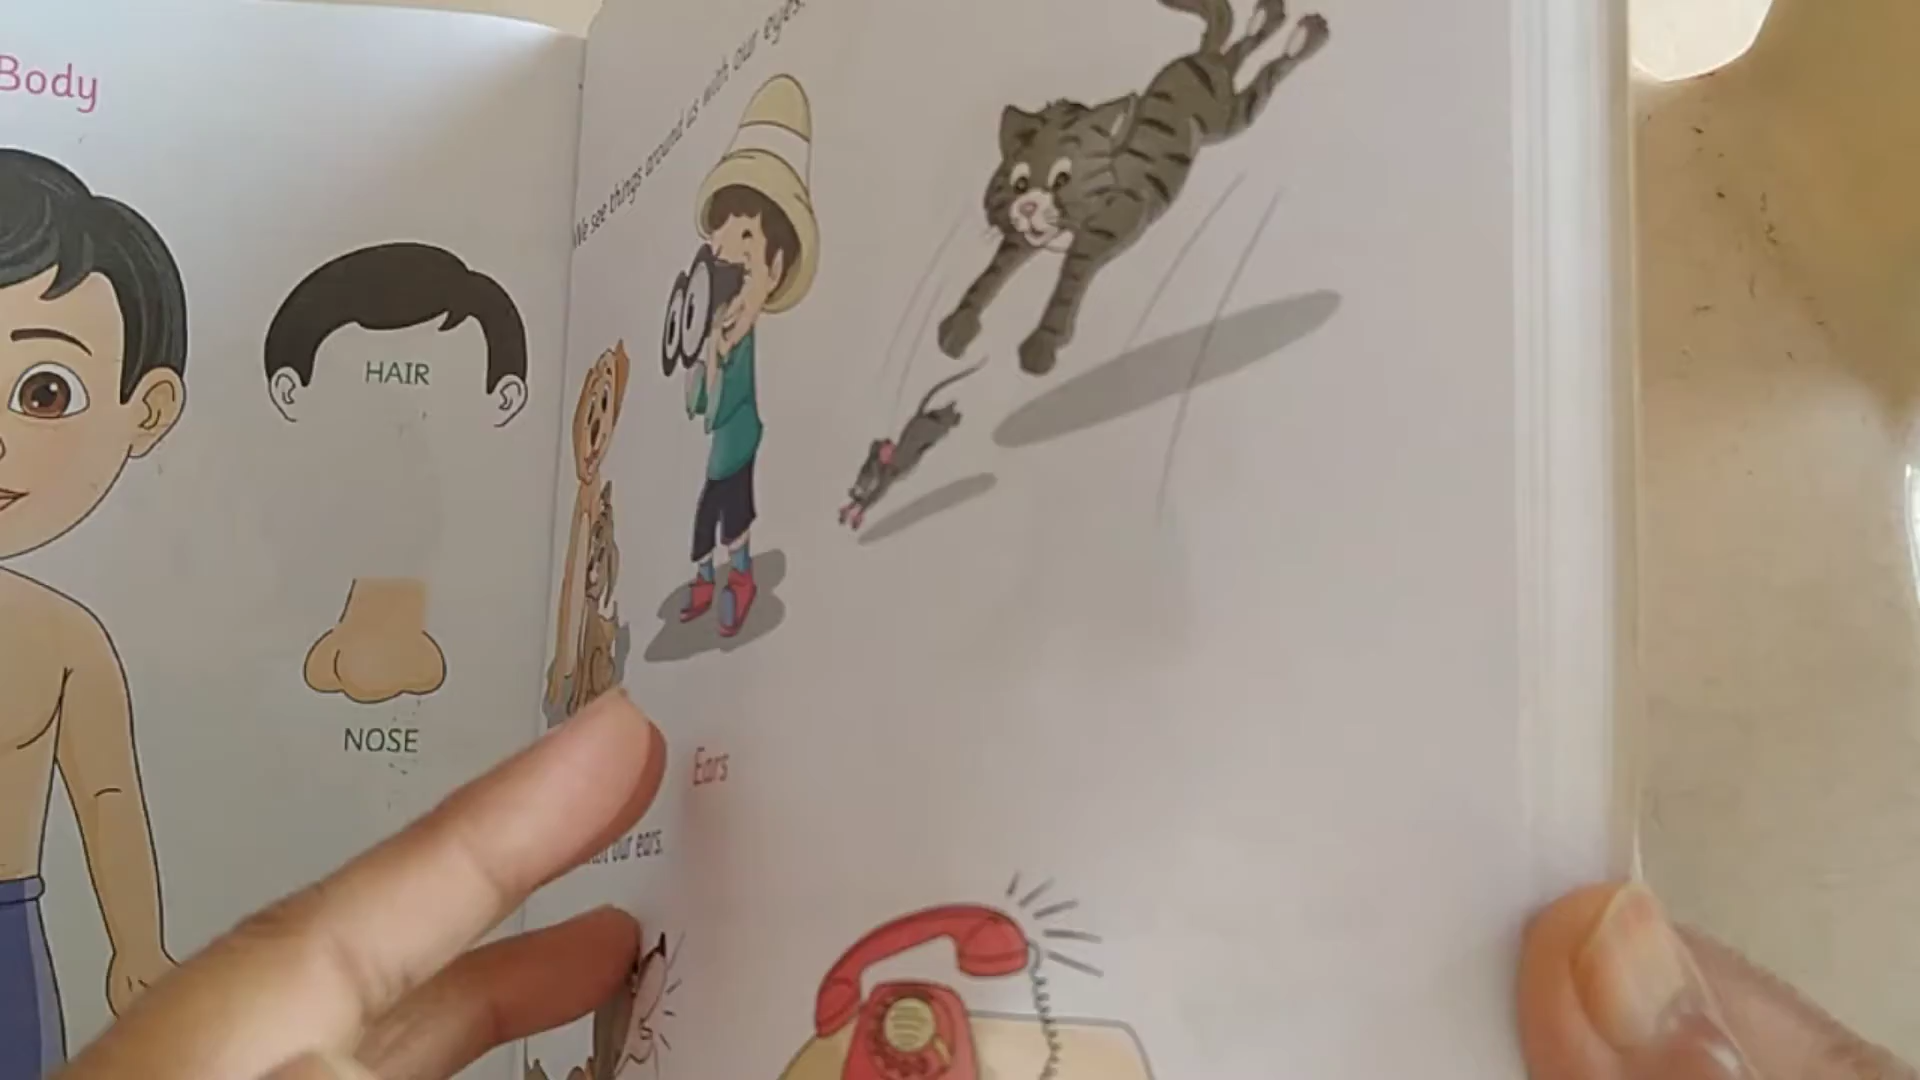 Body
HAIR
NOSE
We see things around us with our eyes.
Ears
our ears.